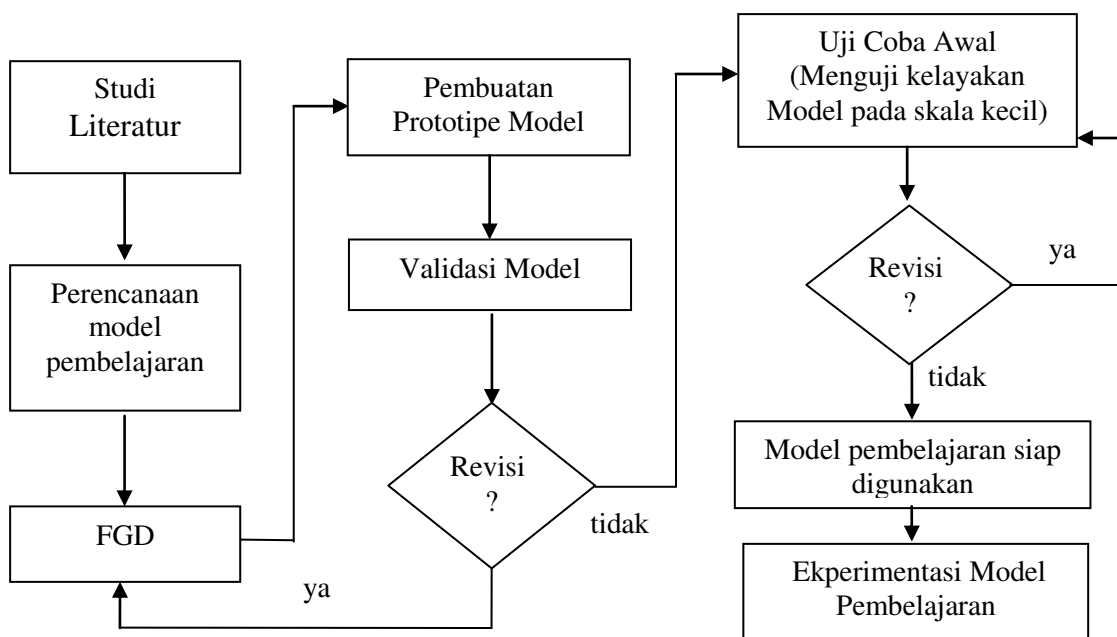 Studi
Literatur
Perencanaan
model
pembelajaran
FGD
Pembuatan
Prototipe Model
Validasi Model
Revisi
?
tidak
ya
Uji Coba Awal
(Menguji kelayakan
Model pada skala kecil)
Revisi
?
ya
tidak
Model pembelajaran siap
digunakan
Ekperimentasi Model
Pembelajaran